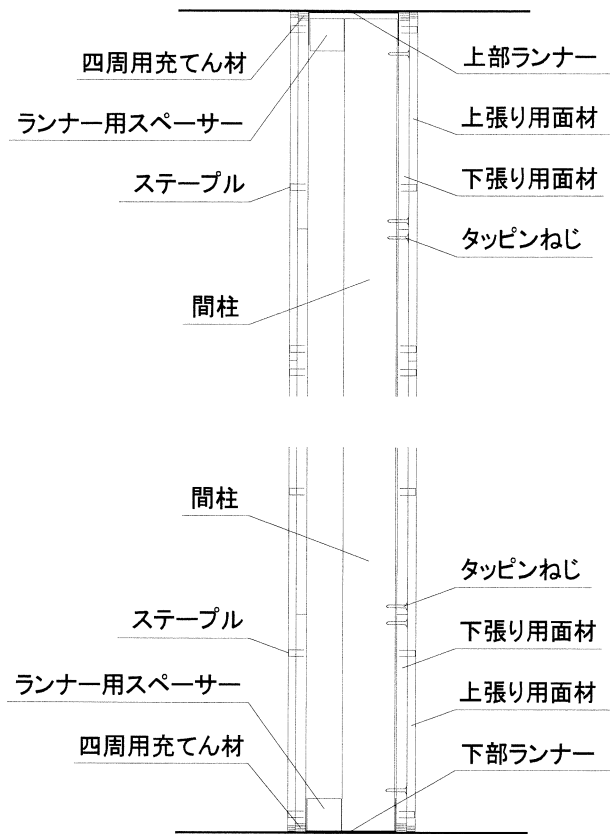 四周用充てん材
上部ランナー
ランナー用スペーサー
上張り用面材
ステープル
下張り用面材
タッピンねじ
間柱
間柱
タッピンねじ
ステープル
下張り用面材
ランナー用スペーサー
上張り用面材
四周用充てん材
下部ランナー